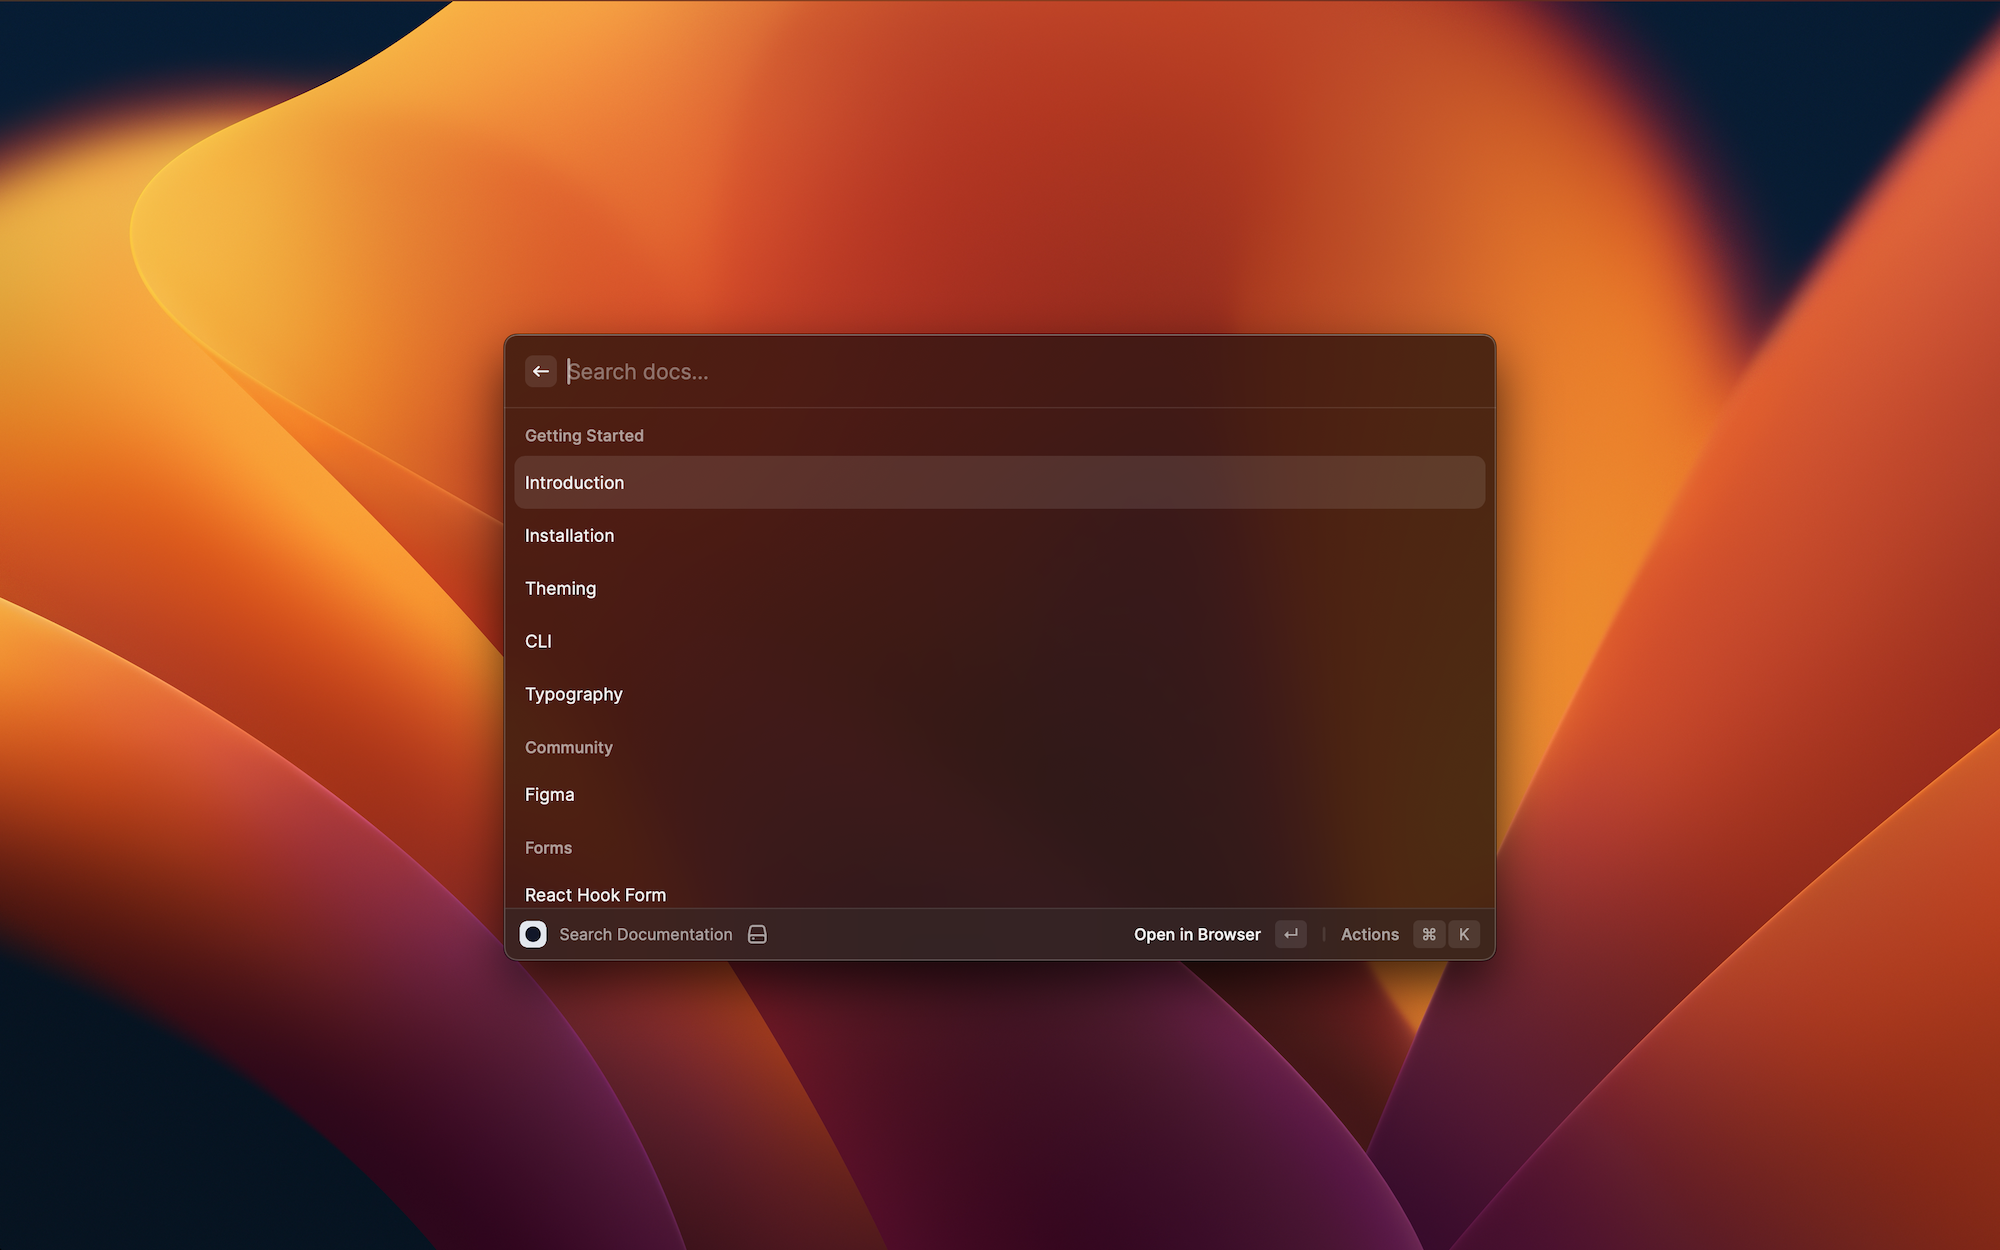 Search docs...
Getting Started
Introduction
Installation
Theming
CLI
Typography
Community
Figma
Forms
React Hook Form
Search Documentation Open in Browser ↵ | Actions ⌘ K